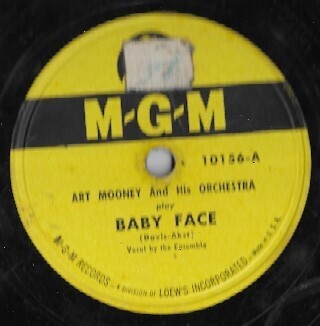 M-G-M
10156-A
ART MOONEY And His ORCHESTRA
play
BABY FACE
(Davis-Akst)
Vocal by the Ensemble
M-G-M RECORDS - A DIVISION OF LOEW'S INCORPORATED - MADE IN U.S.A.